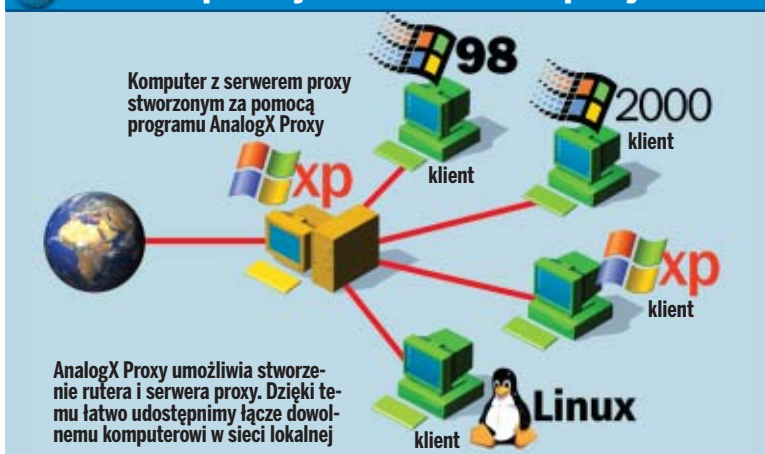 Komputer z serwerem proxy
stworzonym za pomocą
programu AnalogX Proxy
98
klient
2000
klient
xp
xp
klient
AnalogX Proxy umożliwia stworze-
nie rutera i serwera proxy. Dzięki te-
mu łatwo udostępnimy łącze dowol-
nemu komputerowi w sieci lokalnej
Linux
klient